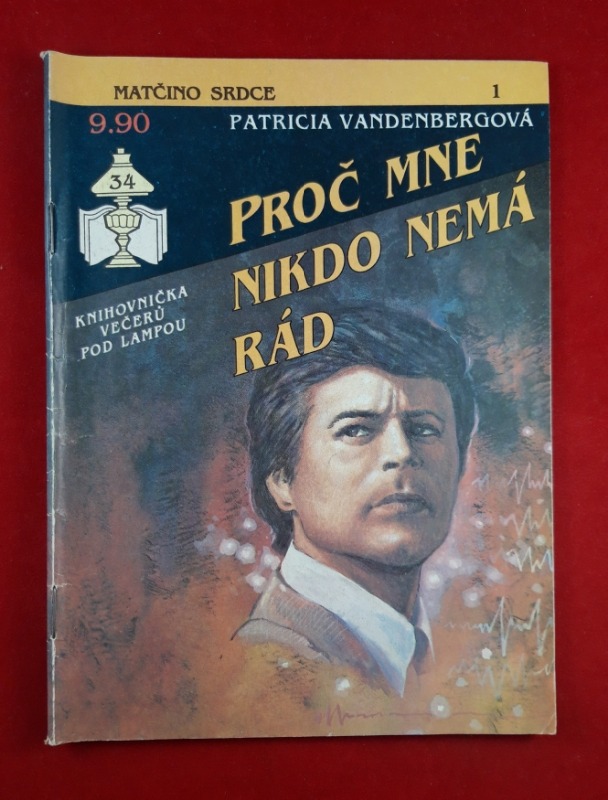 MATČINO SRDCE 1
9.90 PATRICIA VANDENBERGOVÁ
34
PROČ MNE
NIKDO NEMÁ
RÁD
KNIHOVNIČKA
VEČERŮ
POD LAMPOU